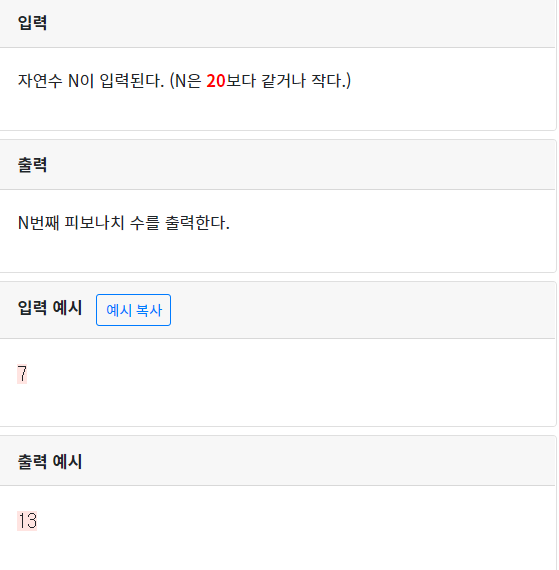 입력
자연수 N이 입력된다. (N은 20보다 같거나 작다.)
출력
N번째 피보나치 수를 출력한다.
입력 예시 예시 복사
7
출력 예시
13